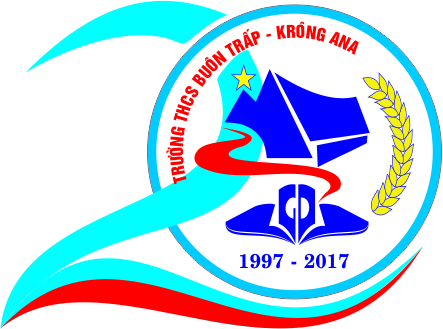 TRƯỜNG THCS BUÔN TRẤP - KRÔNG ANA
1997 - 2017